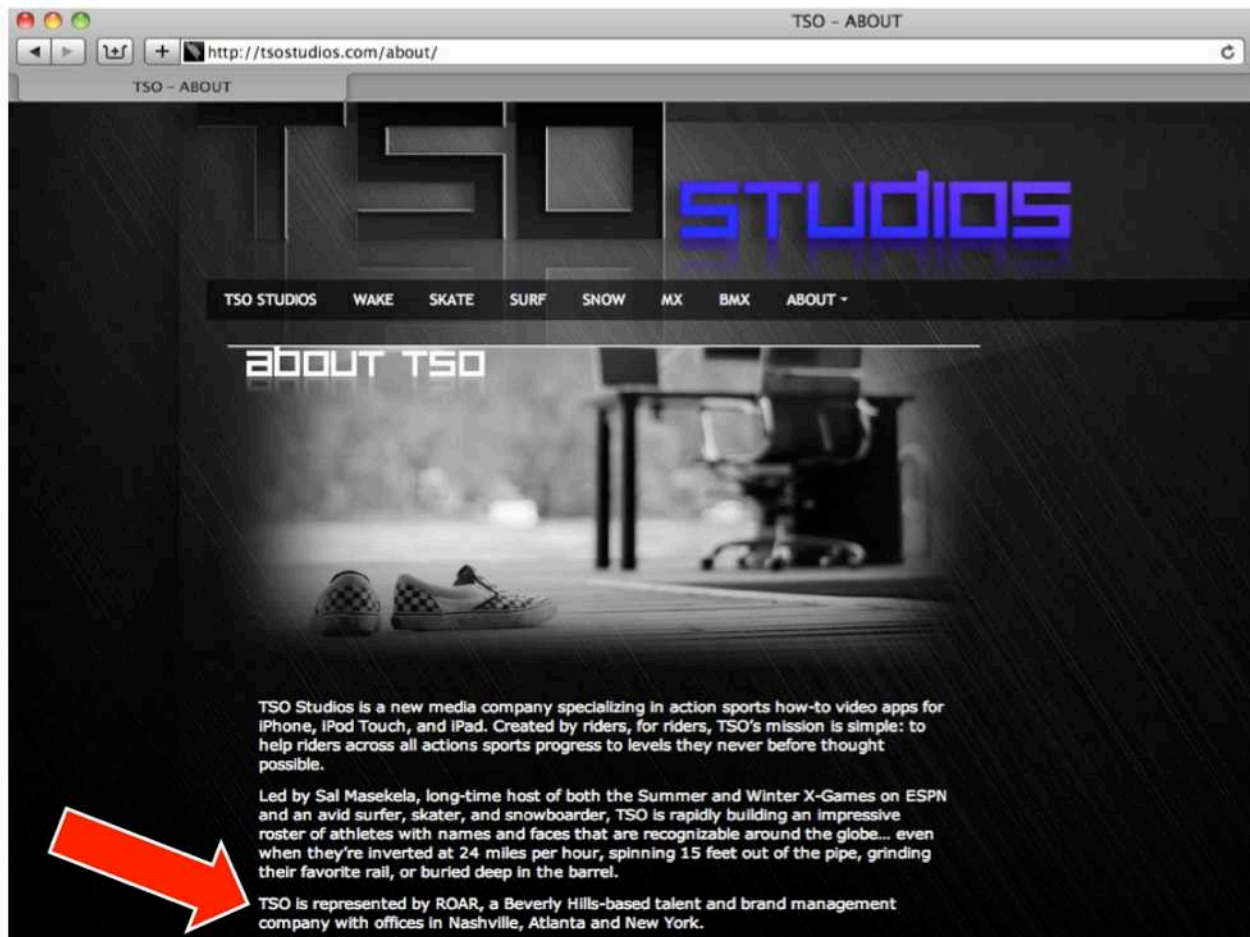 TSO – ABOUT
http://tsostudios.com/about/
TSO – ABOUT
TSO STUDIOS
TSO STUDIOS WAKE SKATE SURF SNOW MX BMX ABOUT
ABOUT TSO
TSO Studios is a new media company specializing in action sports how-to video apps for
iPhone, iPod Touch, and iPad. Created by riders, for riders, TSO's mission is simple: to
help riders across all actions sports progress to levels they never before thought
possible.
Led by Sal Masekela, long-time host of both the Summer and Winter X-Games on ESPN
and an avid surfer, skater, and snowboarder, TSO is rapidly building an impressive
roster of athletes with names and faces that are recognizable around the globe... even
when they're inverted at 24 miles per hour, spinning 15 feet out of the pipe, grinding
their favorite rail, or buried deep in the barrel.
TSO is represented by ROAR, a Beverly Hills-based talent and brand management
company with offices in Nashville, Atlanta and New York.